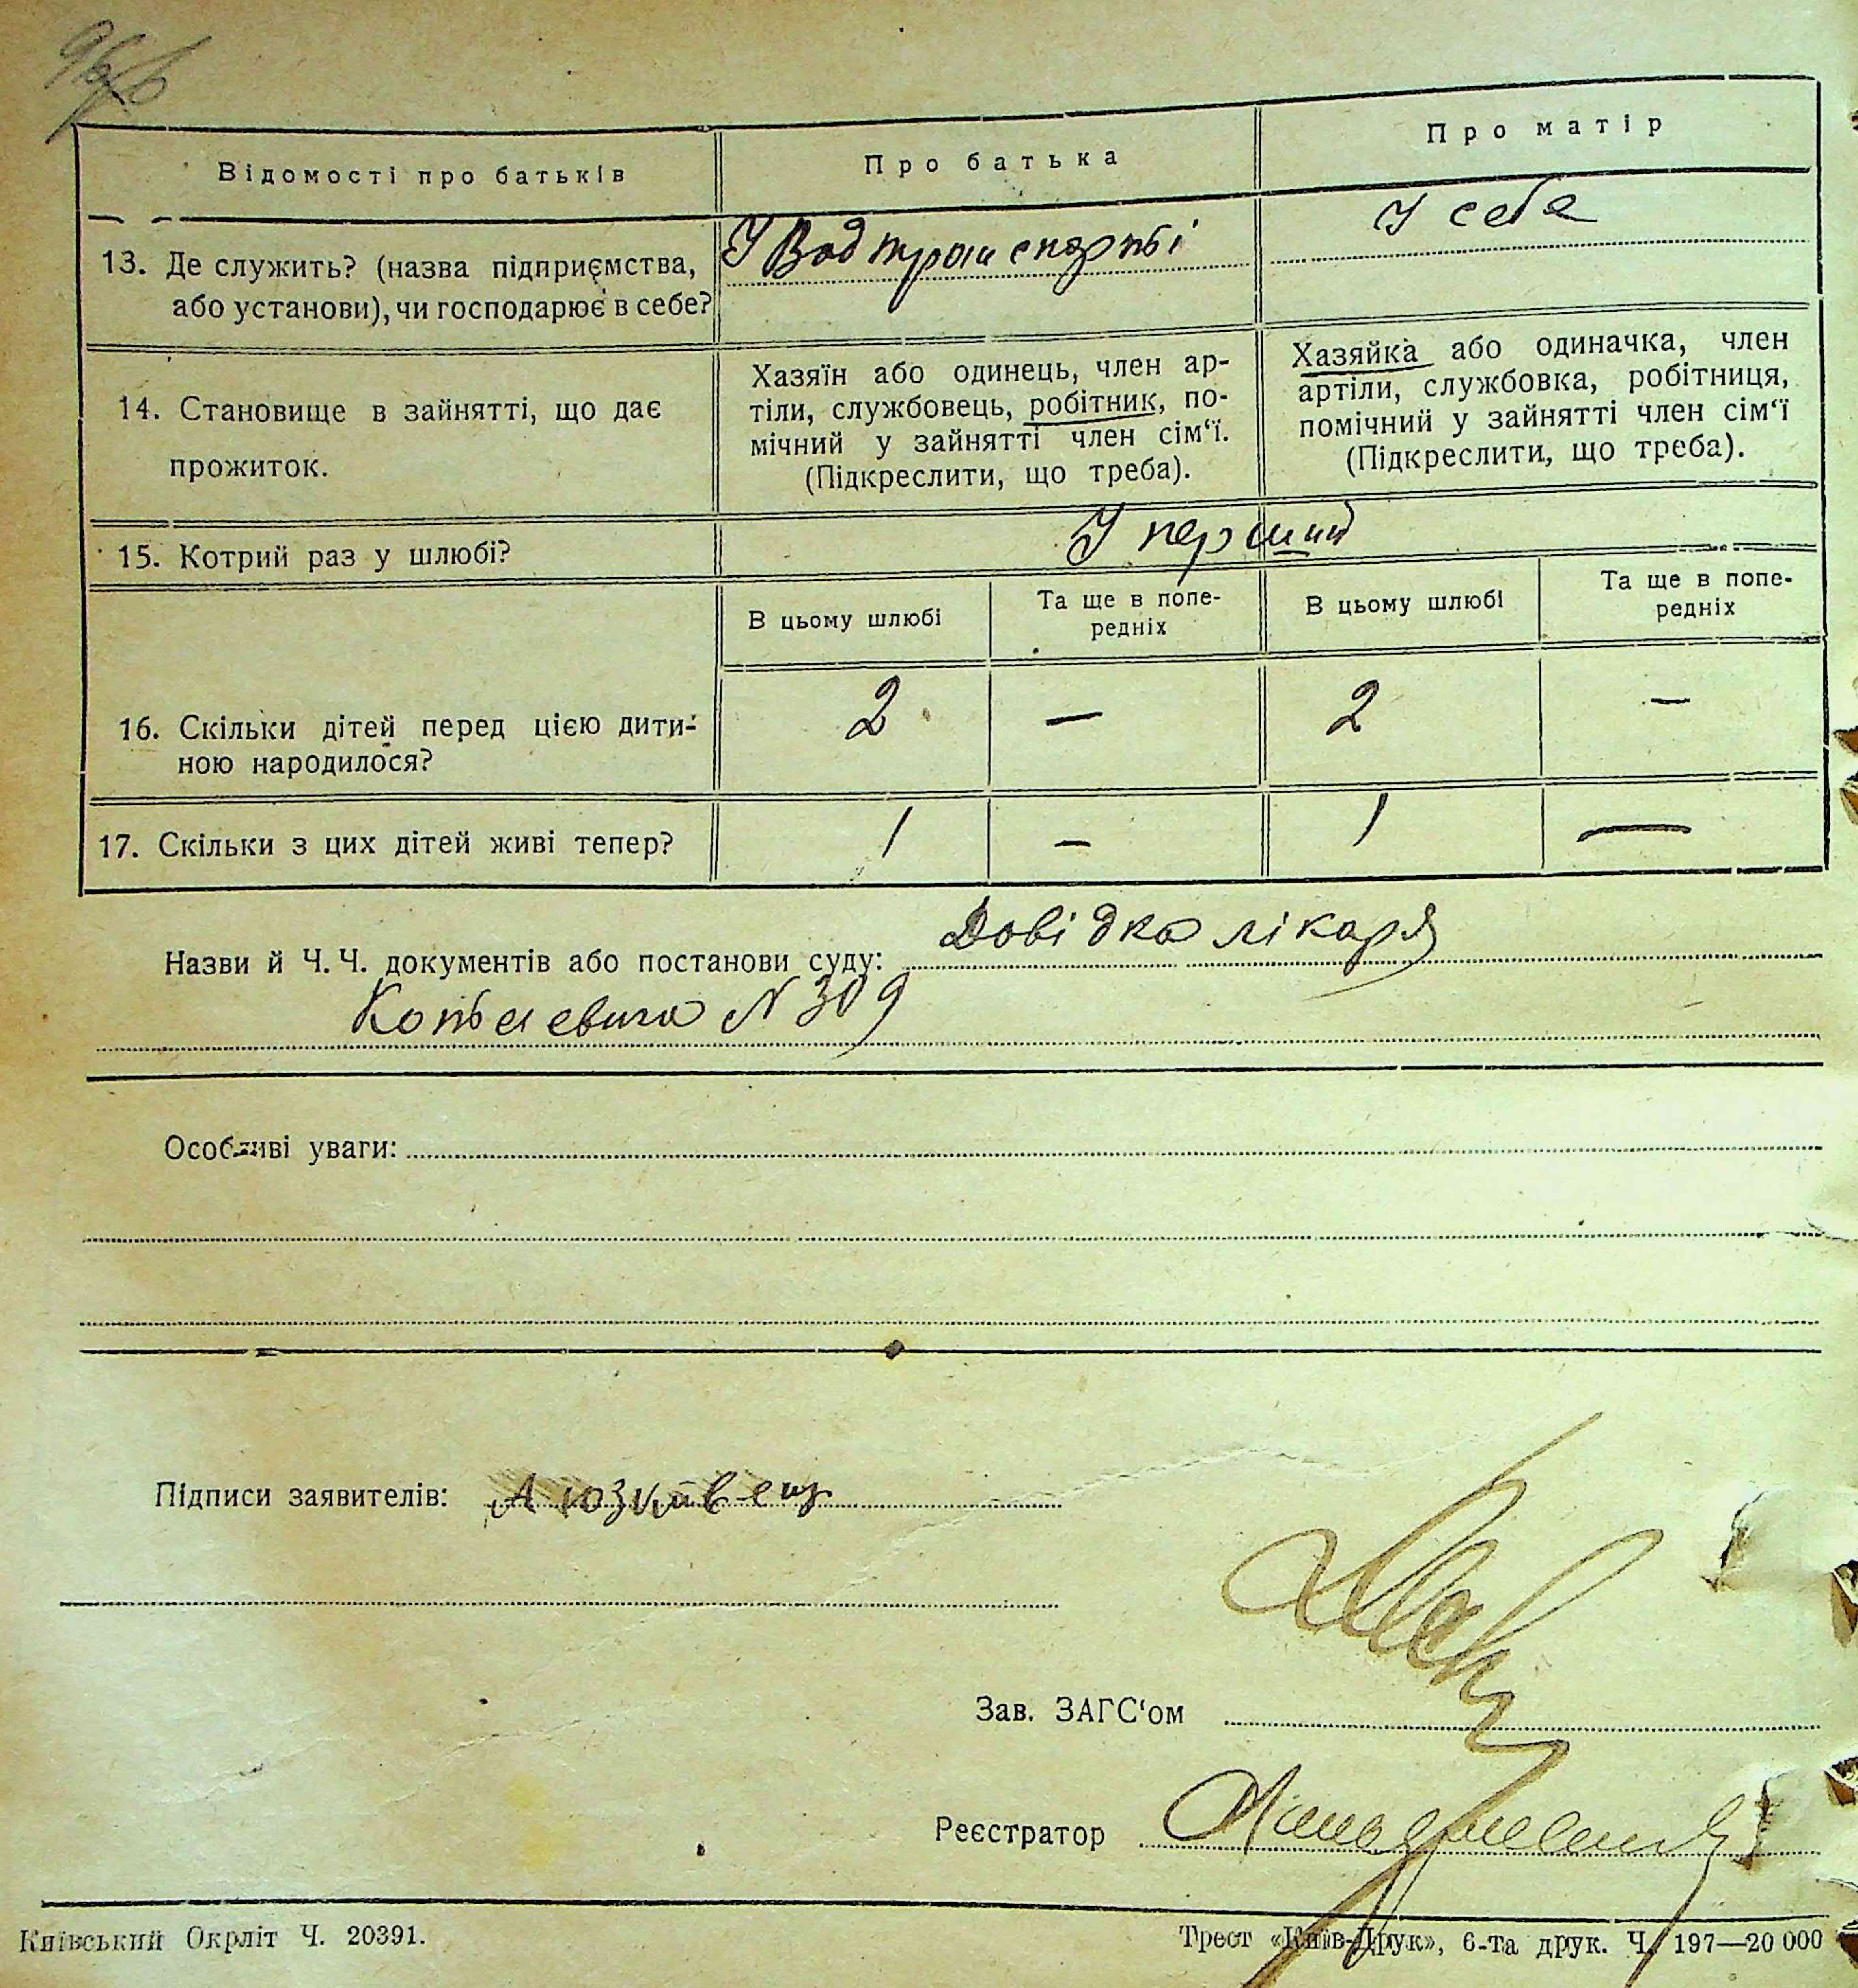 Відомості про батьків
Про батька
Про матір
13. Де служить? (назва підприємства,
або установи), чи господарює в себе?
У Водтранспорті
У себе
14. Становище в зайнятті, що дає
прожиток.
Хазяїн або одинець, член ар-
тіли, службовець, робітник, по-
мічний у зайнятті член сім‘ї.
(Підкреслити, що треба).
Хазяйка або одиначка, член
артіли, службовка, робітниця,
помічний у зайнятті член сім‘ї
(Підкреслити, що треба).
15. Котрий раз у шлюбі?
У перший
В цьому шлюбі
Та ще в попе-
редніх
В цьому шлюбі
Та ще в попе-
редніх
16. Скільки дітей перед цією дити-
ною народилося?
2 — 2 —
17. Скільки з цих дітей живі тепер?
1 — 1 —
Назви й Ч.Ч. документів або постанови суду: Довідка лікаря
N 309
Особливі уваги:
Підписи заявителів:
Зав. ЗАГС‘ом
Реєстратор
Київський Окрліт Ч. 20391.
Трест «Київ-Друк», 6-та друк. Ч. 197—20 000